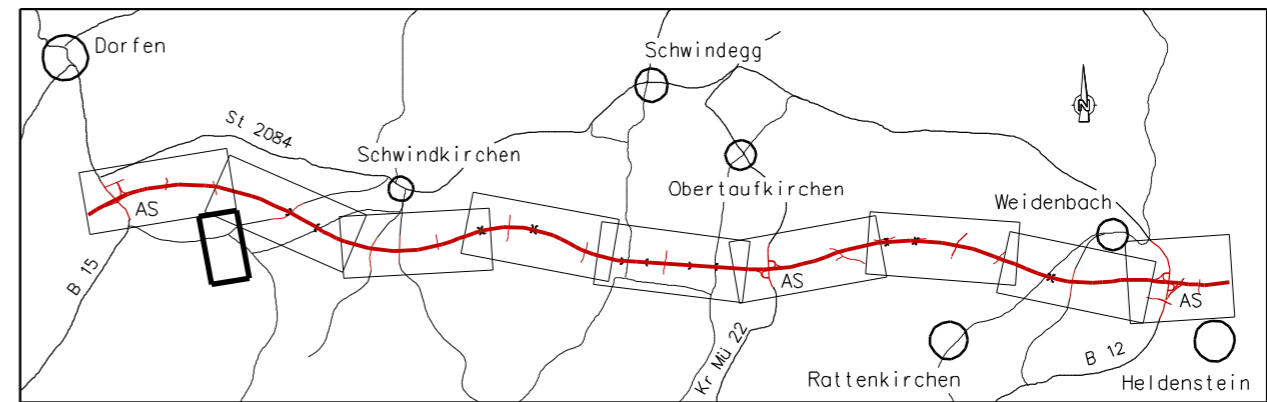 Dorfen
Schwindegg
N
St 2084
Schwindkirchen
Obertaufkirchen
Weidenbach
AS
B 15
AS
AS
Kr Mü 22
B 12
Rattenkirchen
Heldenstein